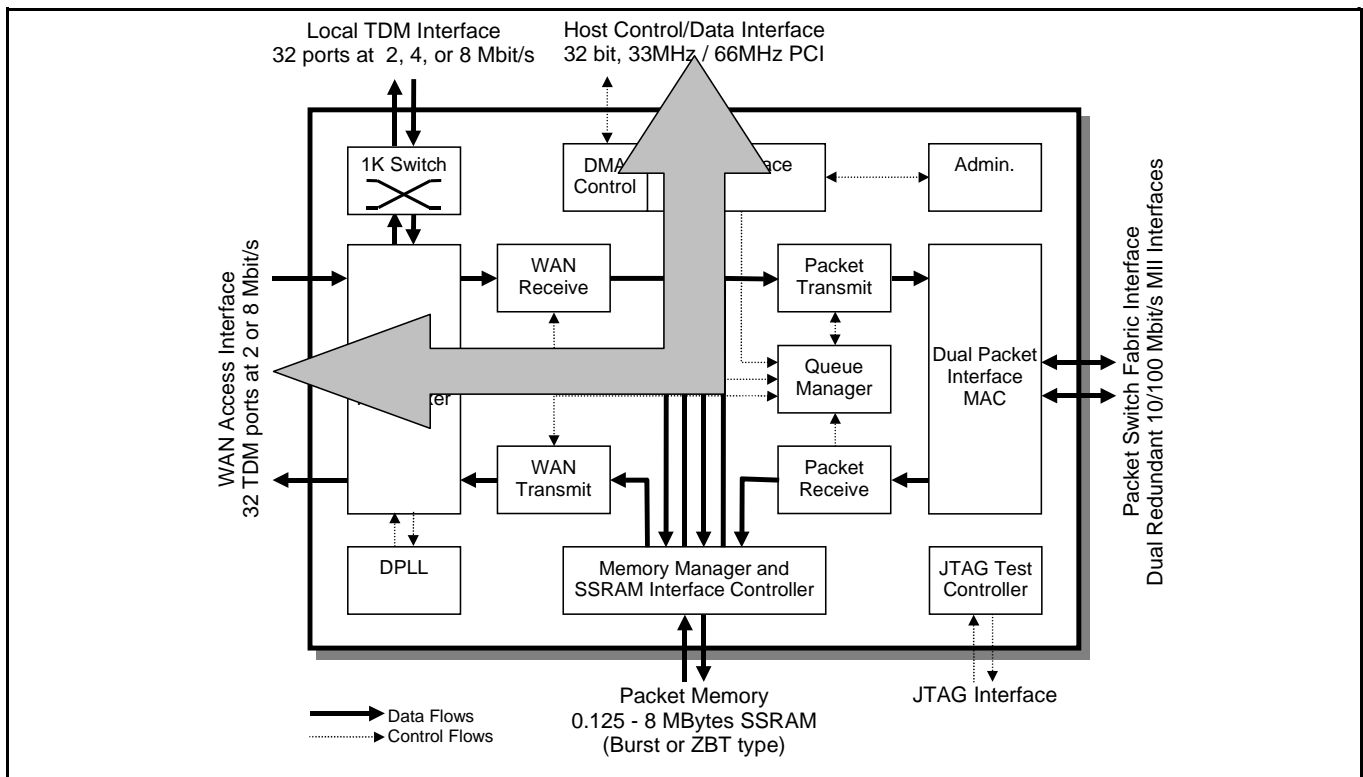 Local TDM Interface
32 ports at 2, 4, or 8 Mbit/s
Host Control/Data Interface
32 bit, 33MHz / 66MHz PCI
1K Switch
DMA
Control
Admin.
WAN Access Interface
32 TDM ports at 2 or 8 Mbit/s
WAN
Receive
Packet
Transmit
Queue
Manager
Dual Packet
Interface
MAC
Packet Switch Fabric Interface
Dual Redundant 10/100 Mbit/s MII Interfaces
WAN
Transmit
Packet
Receive
DPLL
Memory Manager and
SSRAM Interface Controller
JTAG Test
Controller
Data Flows
Control Flows
Packet Memory
0.125 - 8 MBytes SSRAM
(Burst or ZBT type)
JTAG Interface